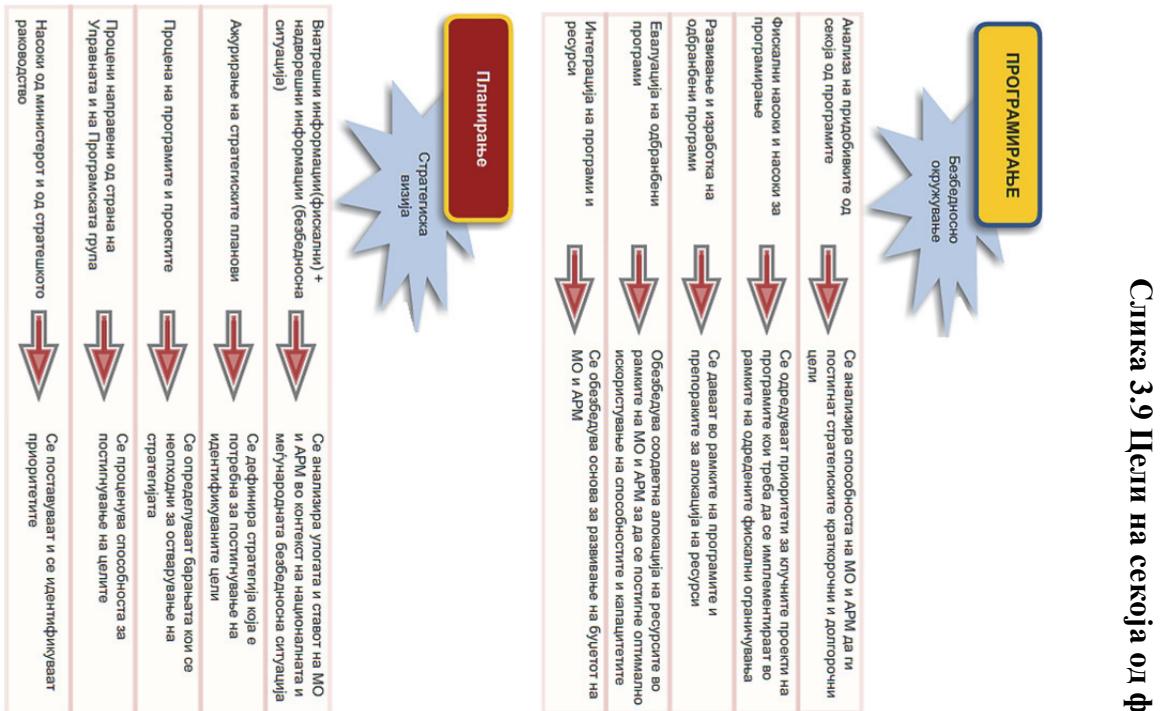 Слика 3.9 Цели на секоја од ф
ПРОГРАМИРАЊЕ
Безбедносно
окружување
Анализа на придобивките од
секоја од програмите
Се анализира способноста на МО и АРМ да ги
постигнат стратегиските краткорочни и долгорочни
цели
Фискални насоки и насоки за
програмирање
Се одредуваат приоритети за клучните проекти на
програмите кои треба да се имплементираат во
рамките на одредените фискални ограничувања
Развивање и изработка на
одбранбени програми
Се даваат во рамките на програмите и
препораките за алокација на ресурси
Евалуација на одбранбени
програми
Обезбедува соодветна алокација на ресурсите во
рамките на МО и АРМ за да се постигне оптимално
искористување на способностите и капацитетите
Интеграција на програми и
ресурси
Се обезбедува основа за развивање на буџетот на
МО и АРМ
Планирање
Стратегиска
визија
Внатрешни информации(фискални) +
надворешни информации (безбедносна
ситуација)
Се анализира улогата и ставот на МО
и АРМ во контекст на националната и
меѓународната безбедносна ситуација
Ажурирање на стратегиските планови
Се дефинира стратегија која е
потребна за постигнување на
идентификуваните цели
Процена на програмите и проектите
Се определуваат барањата кои се
неопходни за остварување на
стратегијата
Процени направени од страна на
Управната и на Програмската група
Се проценува способноста за
постигнување на целите
Насоки од министерот и од стратешкото
раководство
Се поставуваат и се идентификуваат
приоритетите